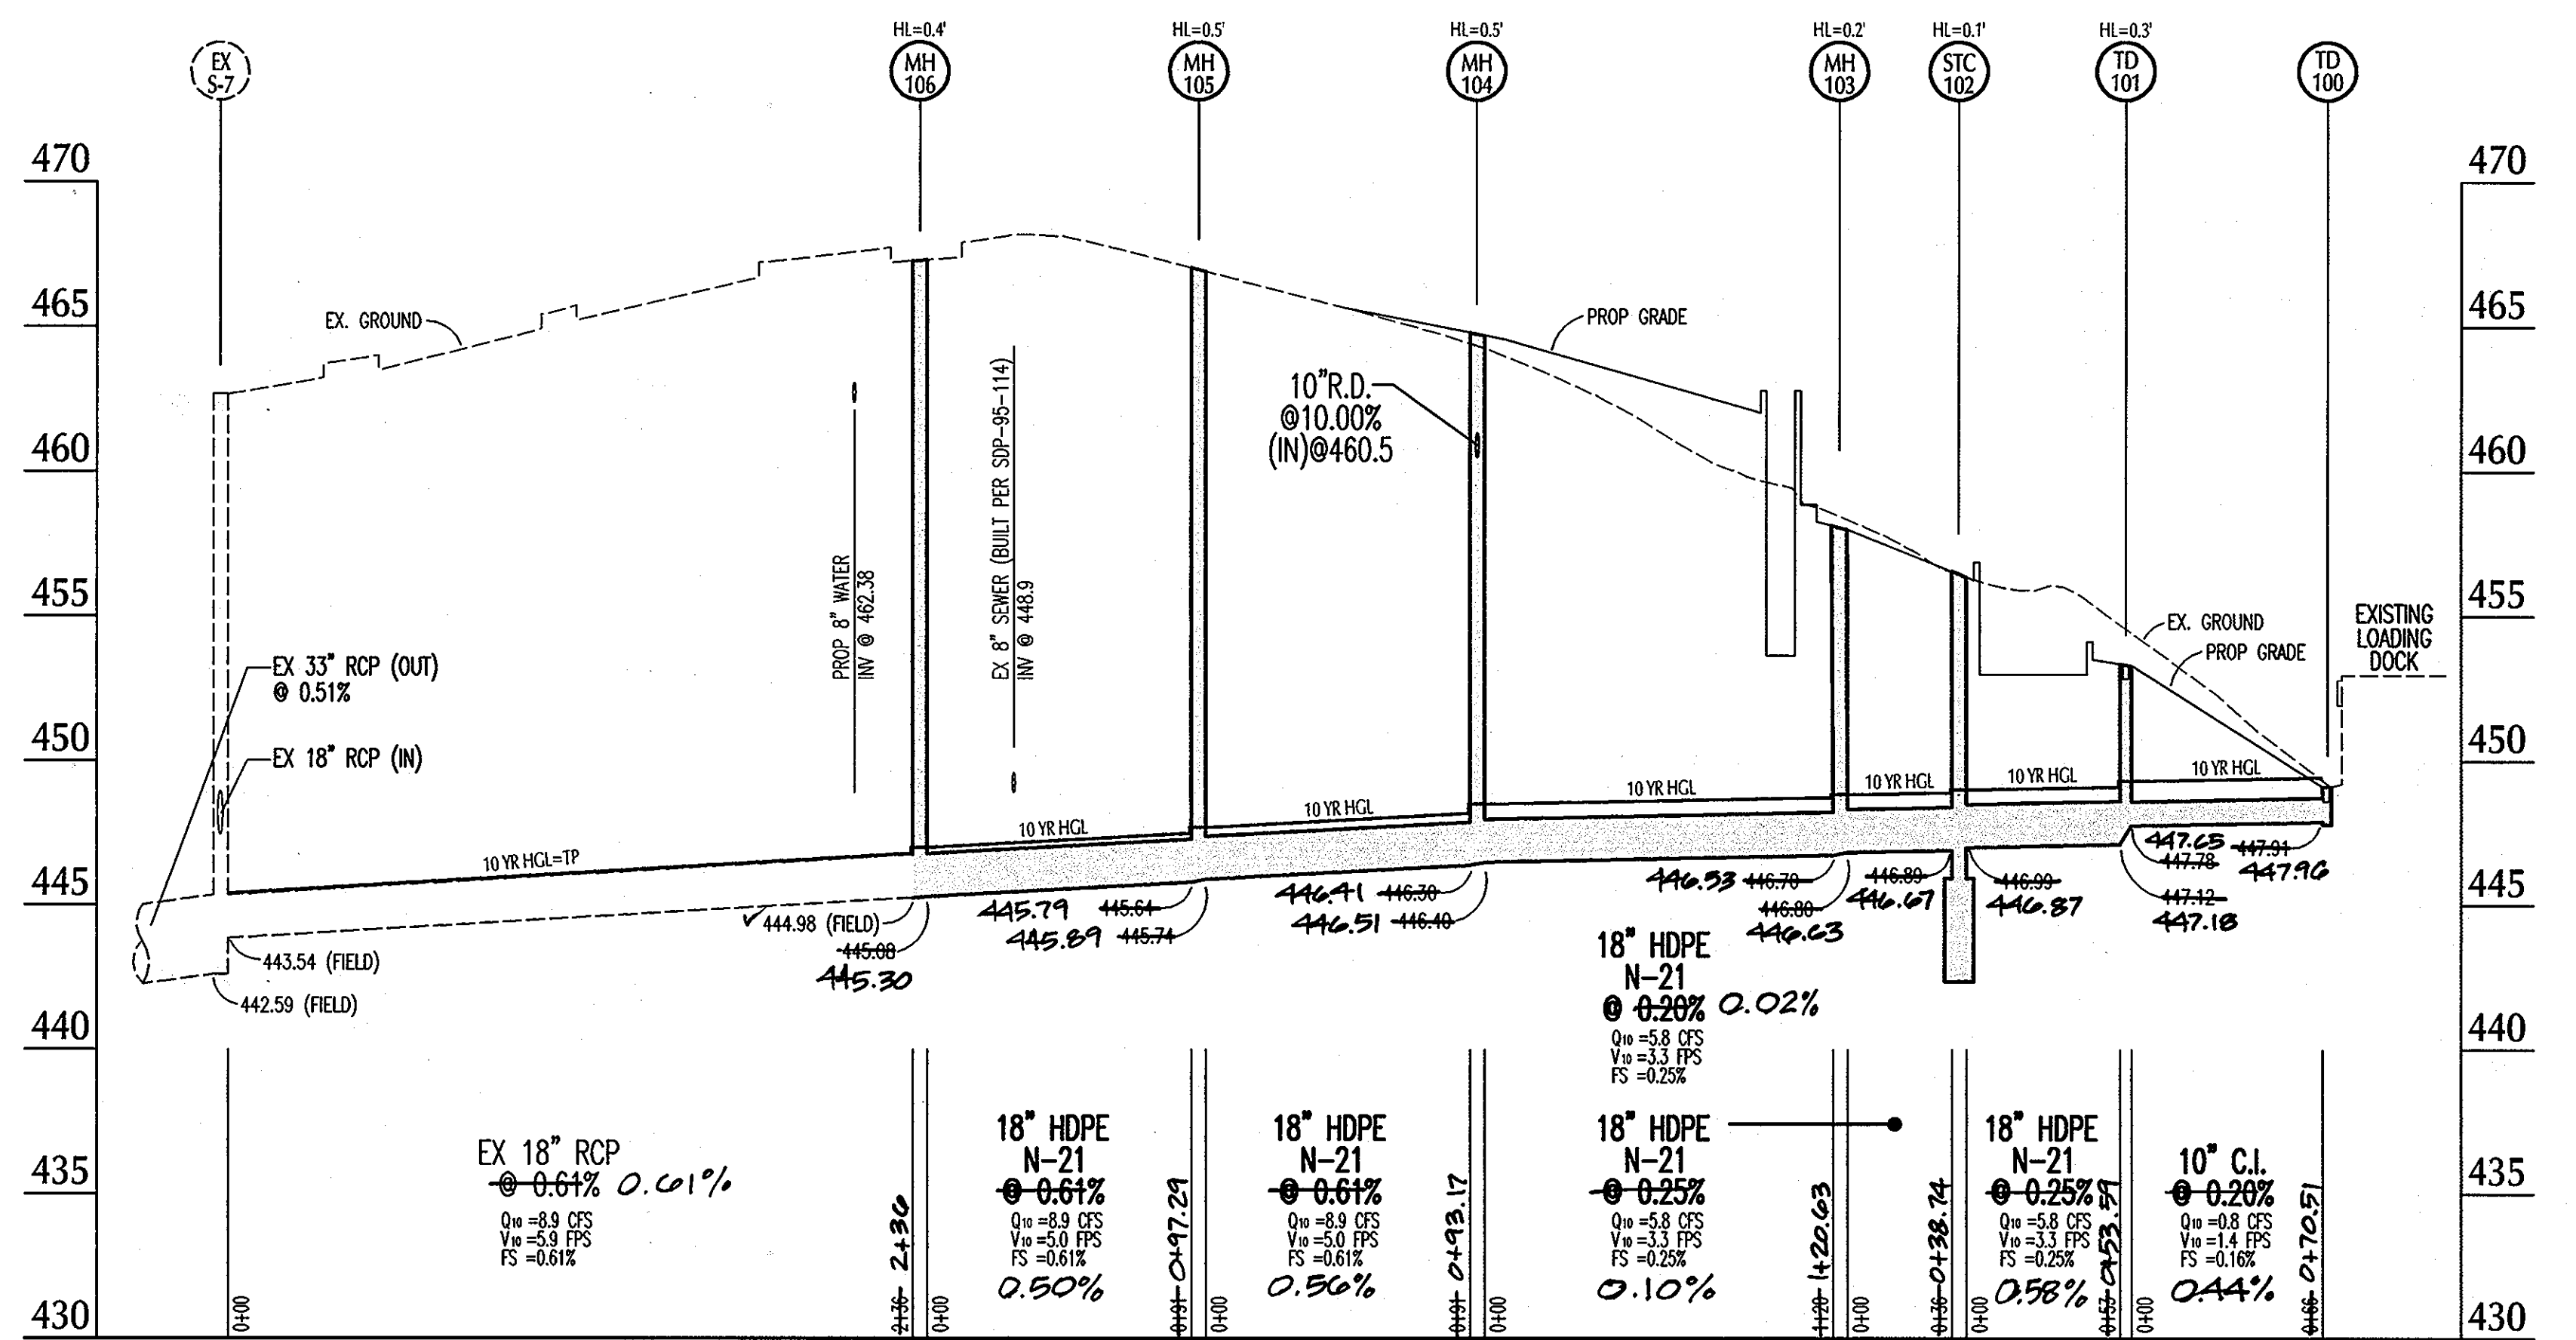 HL=0.4'
HL=0.5'
HL=0.5'
HL=0.2'
HL=0.1'
HL=0.3'
EX
S-7
MH
106
MH
105
MH
104
MH
103
STC
102
TD
101
TD
100
470
470
465
465
460
460
455
455
450
450
445
445
440
440
435
435
430
430
EX. GROUND
PROP GRADE
10"R.D.
@10.00%
(IN)@460.5
PROP 8" WATER
INV @ 462.38
EX 8" SEWER (BUILT PER SDP-95-114)
INV @ 448.9
EX. GROUND
PROP GRADE
EXISTING
LOADING
DOCK
EX 33" RCP (OUT)
@ 0.51%
EX 18" RCP (IN)
10 YR HGL=TP
10 YR HGL
10 YR HGL
10 YR HGL
10 YR HGL
10 YR HGL
10 YR HGL
443.54 (FIELD)
442.59 (FIELD)
444.98 (FIELD)
445.08
445.30
445.79 445.64
445.89 445.74
446.41 446.30
446.51 446.40
446.53 446.70
446.80
446.63
446.89
446.67
446.99
446.87
447.65
447.78
447.12
447.18
447.91
447.96
18" HDPE
N-21
@ 0.20% 0.02%
Q10 =5.8 CFS
V10 =3.3 FPS
FS =0.25%
EX 18" RCP
@ 0.61% 0.61%
Q10 =8.9 CFS
V10 =5.9 FPS
FS =0.61%
18" HDPE
N-21
@ 0.61%
Q10 =8.9 CFS
V10 =5.0 FPS
FS =0.61%
0.50%
18" HDPE
N-21
@ 0.61%
Q10 =8.9 CFS
V10 =5.0 FPS
FS =0.61%
0.56%
18" HDPE
N-21
@ 0.25%
Q10 =5.8 CFS
V10 =3.3 FPS
FS =0.25%
0.10%
18" HDPE
N-21
@ 0.25%
Q10 =5.8 CFS
V10 =3.3 FPS
FS =0.25%
0.58%
10" C.I.
@ 0.20%
Q10 =0.8 CFS
V10 =1.4 FPS
FS =0.16%
0.44%
0+00
2+36 2+36
0+00
0+91 0+97.29
0+00
0+91 0+93.17
0+00
1+20 1+20.63
0+00
0+36 0+38.74
0+00
0+53 0+53.59
0+00
0+66 0+70.51